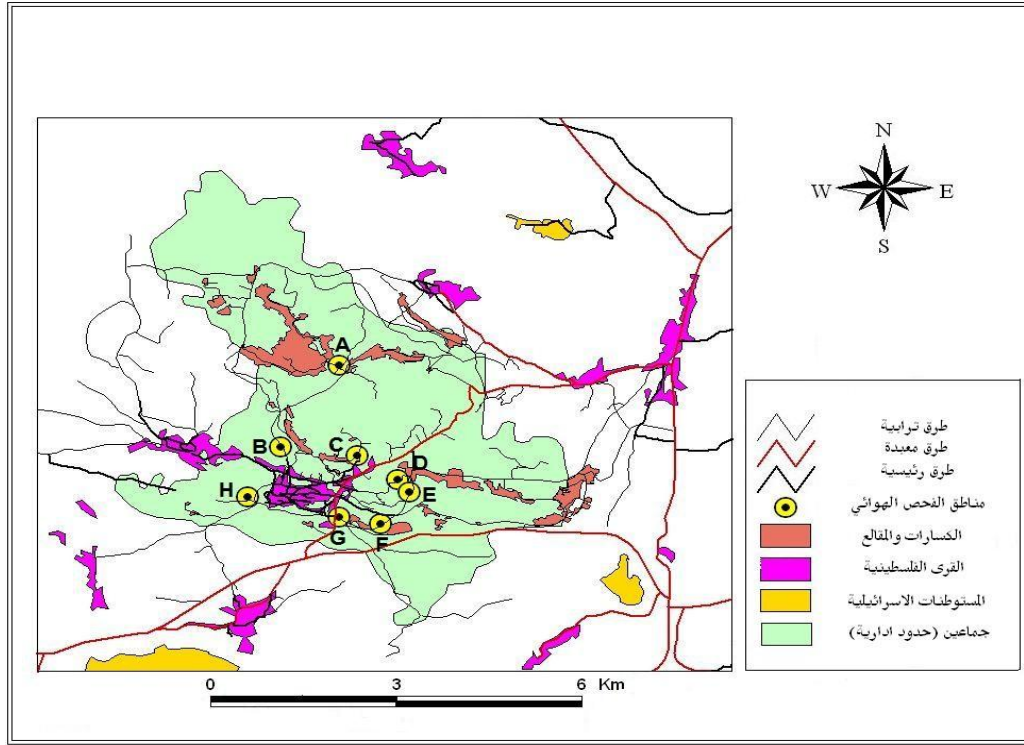 N
W E
S
A
B
C
D
E
F
G
H
طرق ترابية
طرق معبدة
طرق رئيسية
مناطق الفحص الهوائي
الكسارات والمقالع
القرى الفلسطينية
المستوطنات الاسرائيلية
جماعين (حدود ادارية)
0 3 6 Km